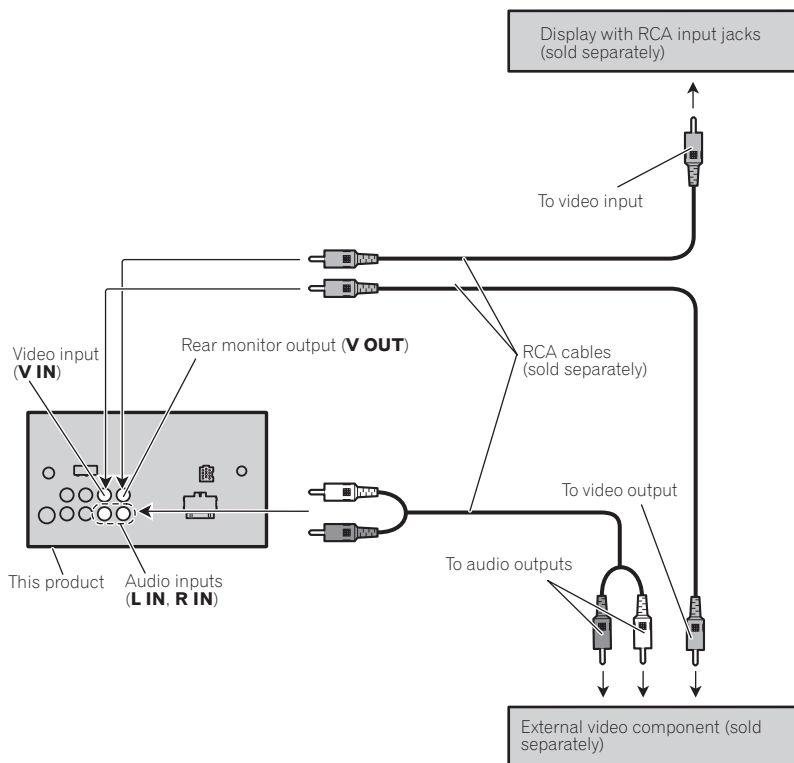 Display with RCA input jacks
(sold separately)
To video input
Video input
(V IN)
Rear monitor output (V OUT)
RCA cables
(sold separately)
To video output
To audio outputs
This product
Audio inputs
(L IN, R IN)
External video component (sold
separately)